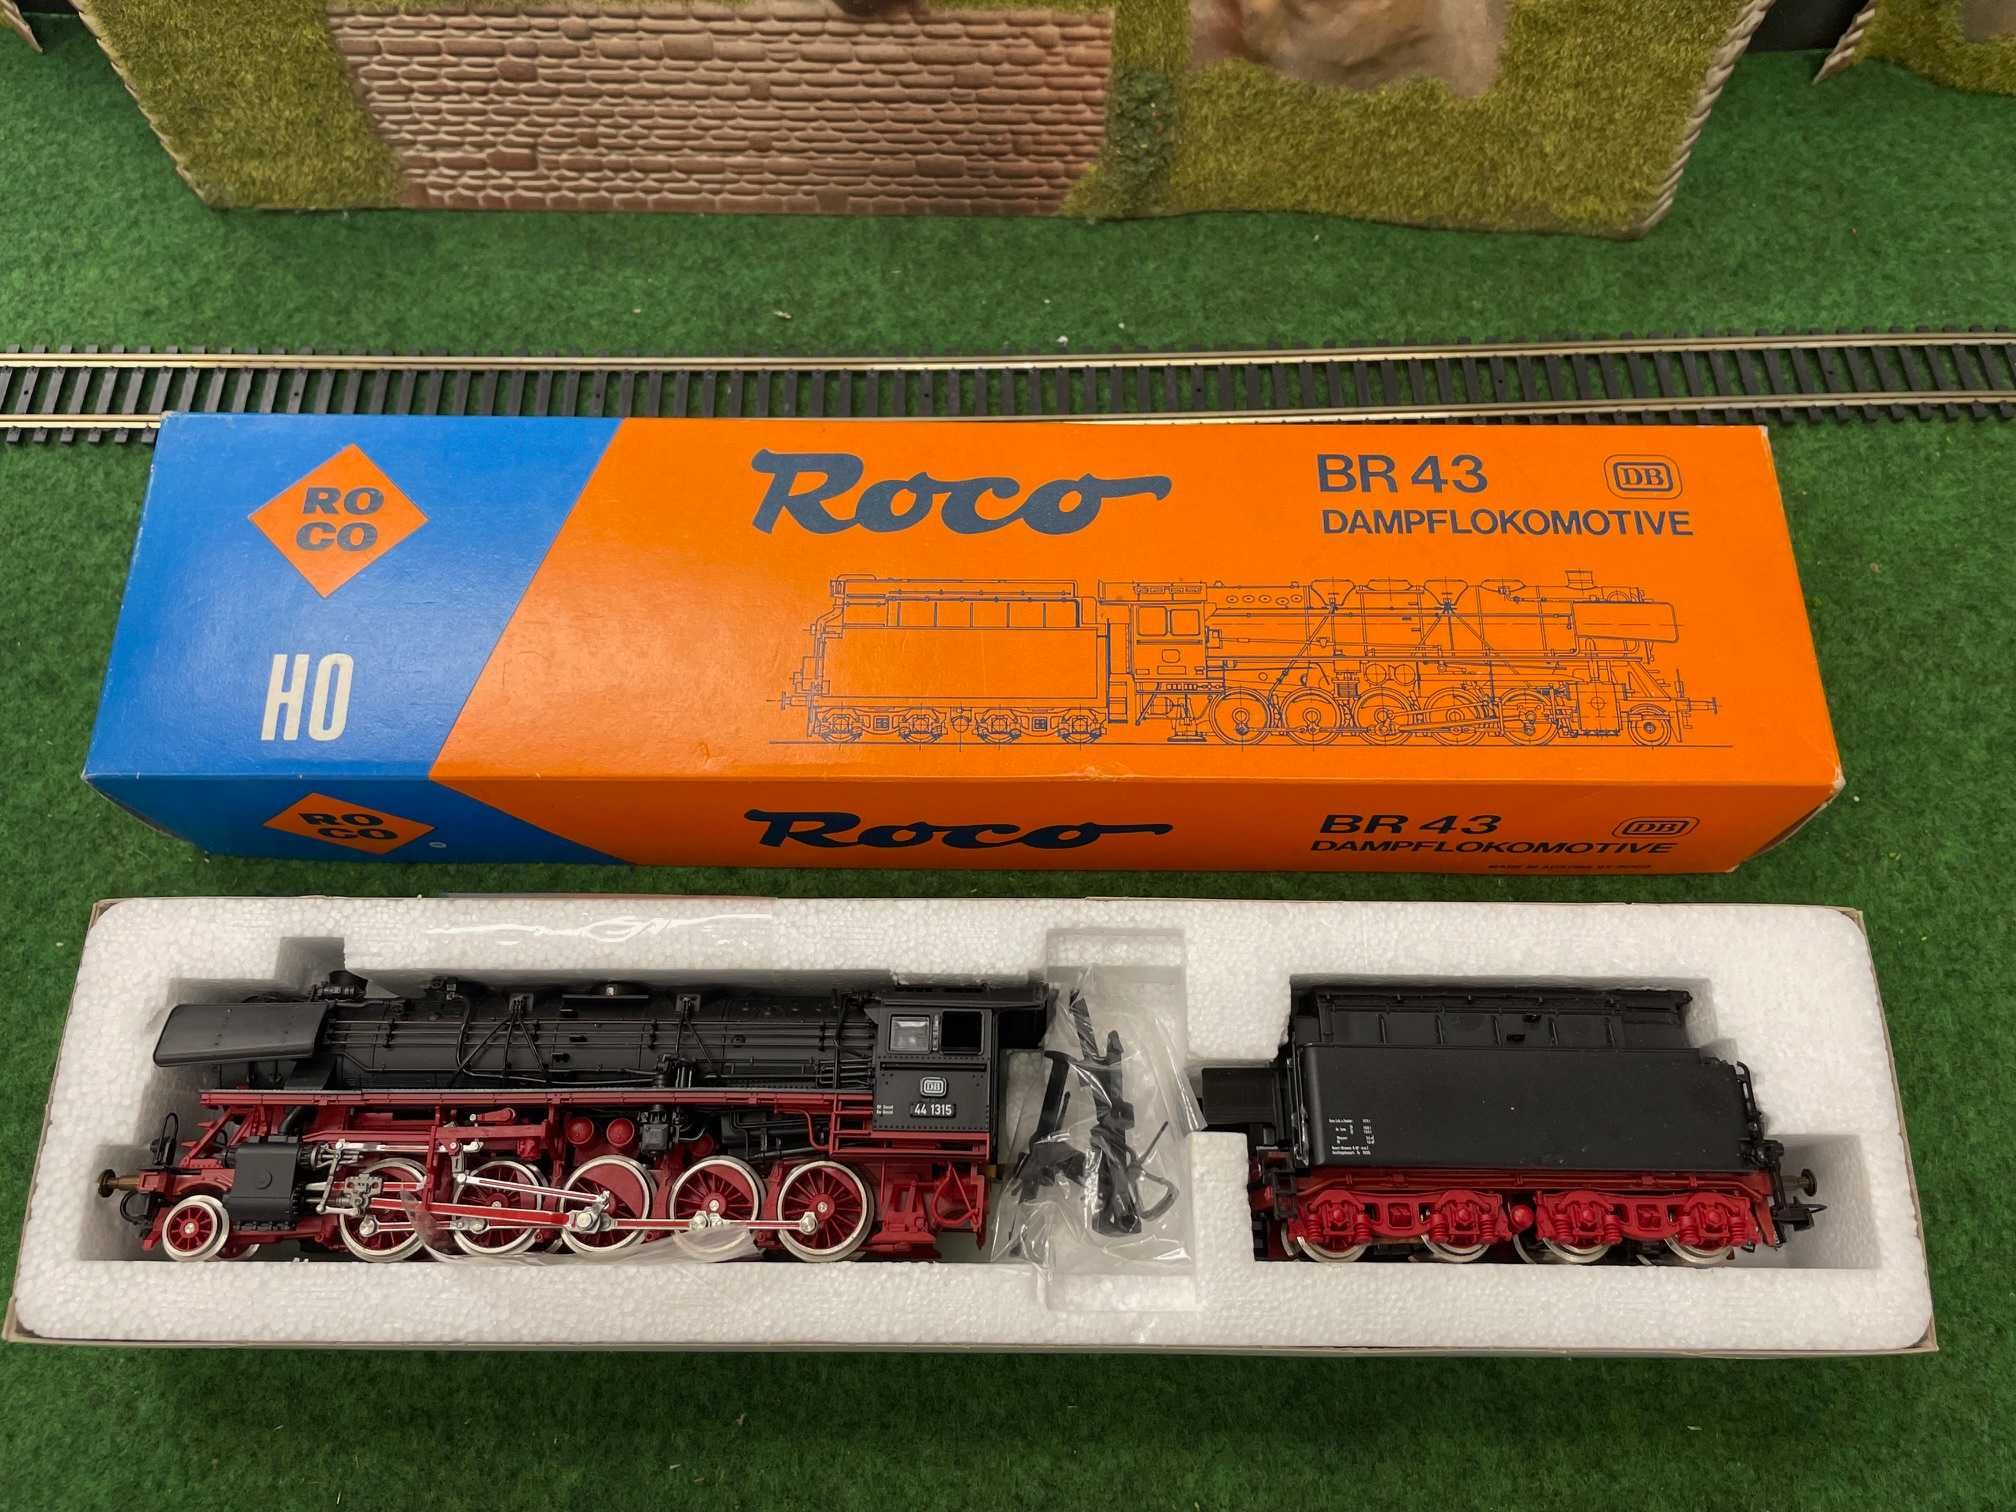 RO
CO
HO
Roco
BR 43
DB
DAMPFLOKOMOTIVE
RO
CO
Roco
BR 43
DB
DAMPFLOKOMOTIVE
DB
44 1315